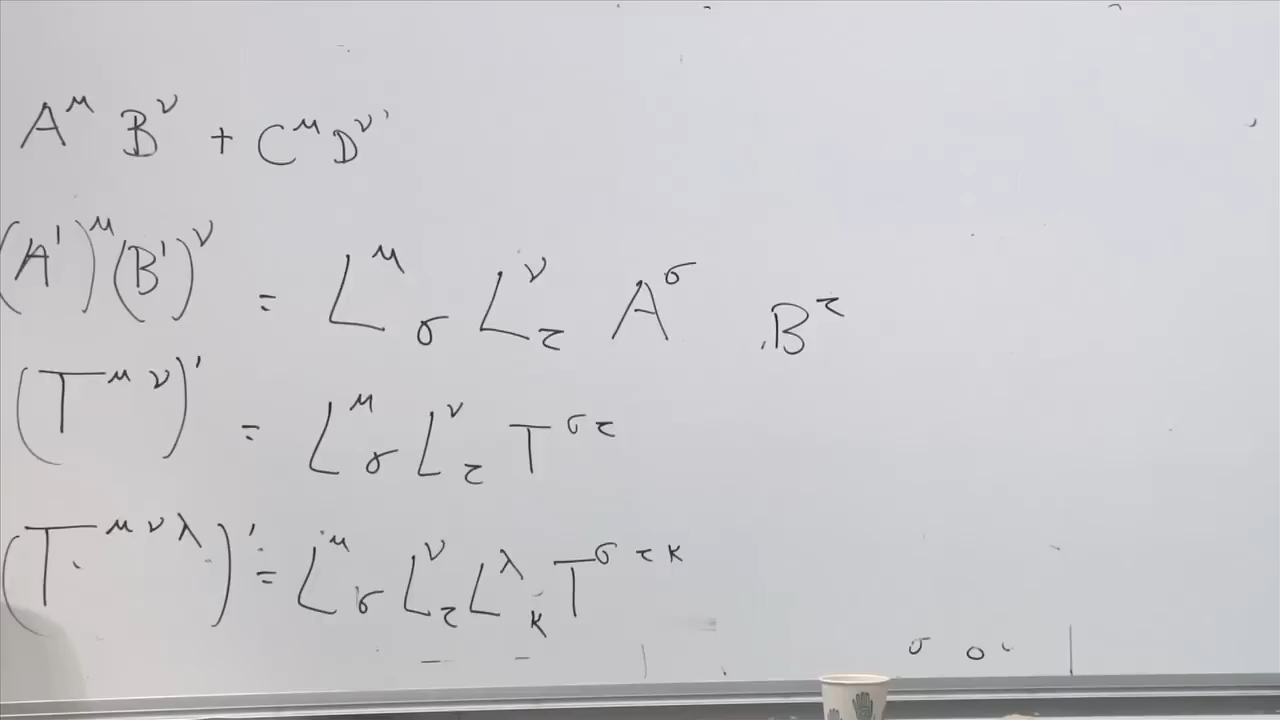 A^μ B^ν + C^μ D^ν'
(A')^μ (B')^ν = L^μ_σ L^ν_τ A^σ B^τ
(T^{μν})' = L^μ_σ L^ν_τ T^{στ}
(T^{μνλ})' = L^μ_σ L^ν_τ L^λ_κ T^{στκ}